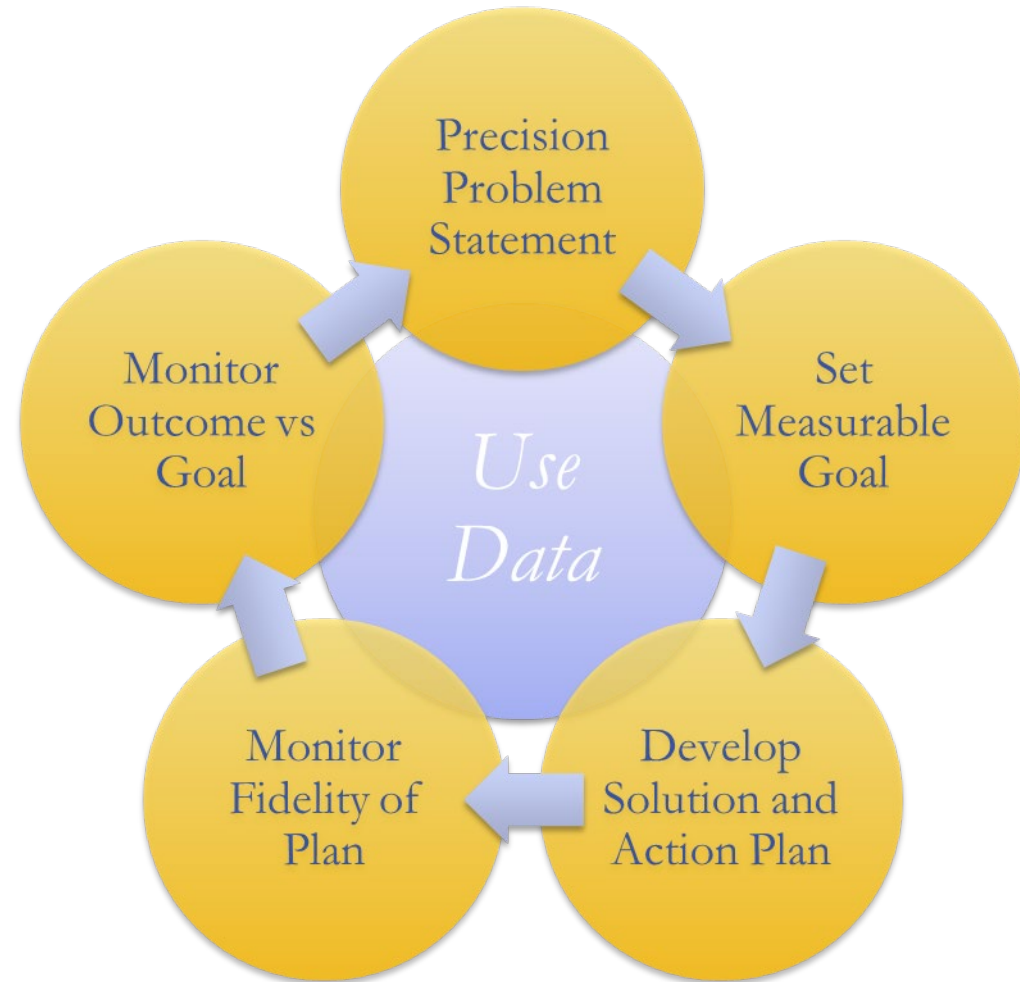 Precision
Problem
Statement
Set
Measurable
Goal
Develop
Solution and
Action Plan
Monitor
Fidelity of
Plan
Monitor
Outcome vs
Goal
Use
Data